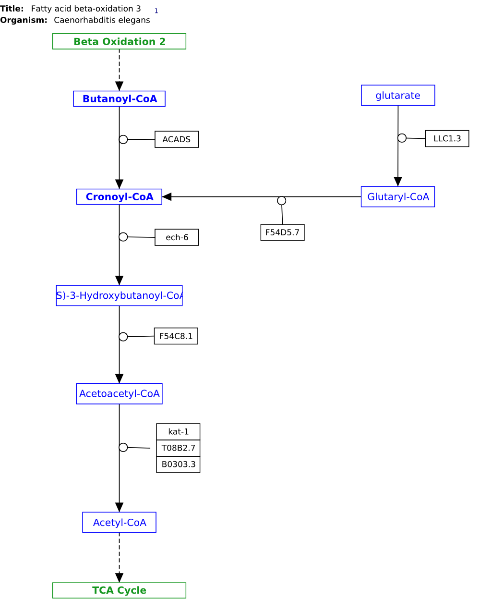 Title: Fatty acid beta-oxidation 3 1
Organism: Caenorhabditis elegans
Beta Oxidation 2
Butanoyl-CoA
glutarate
ACADS
LLC1.3
Cronoyl-CoA
Glutaryl-CoA
F54D5.7
ech-6
S)-3-Hydroxybutanoyl-CoA
F54C8.1
Acetoacetyl-CoA
kat-1
T08B2.7
B0303.3
Acetyl-CoA
TCA Cycle